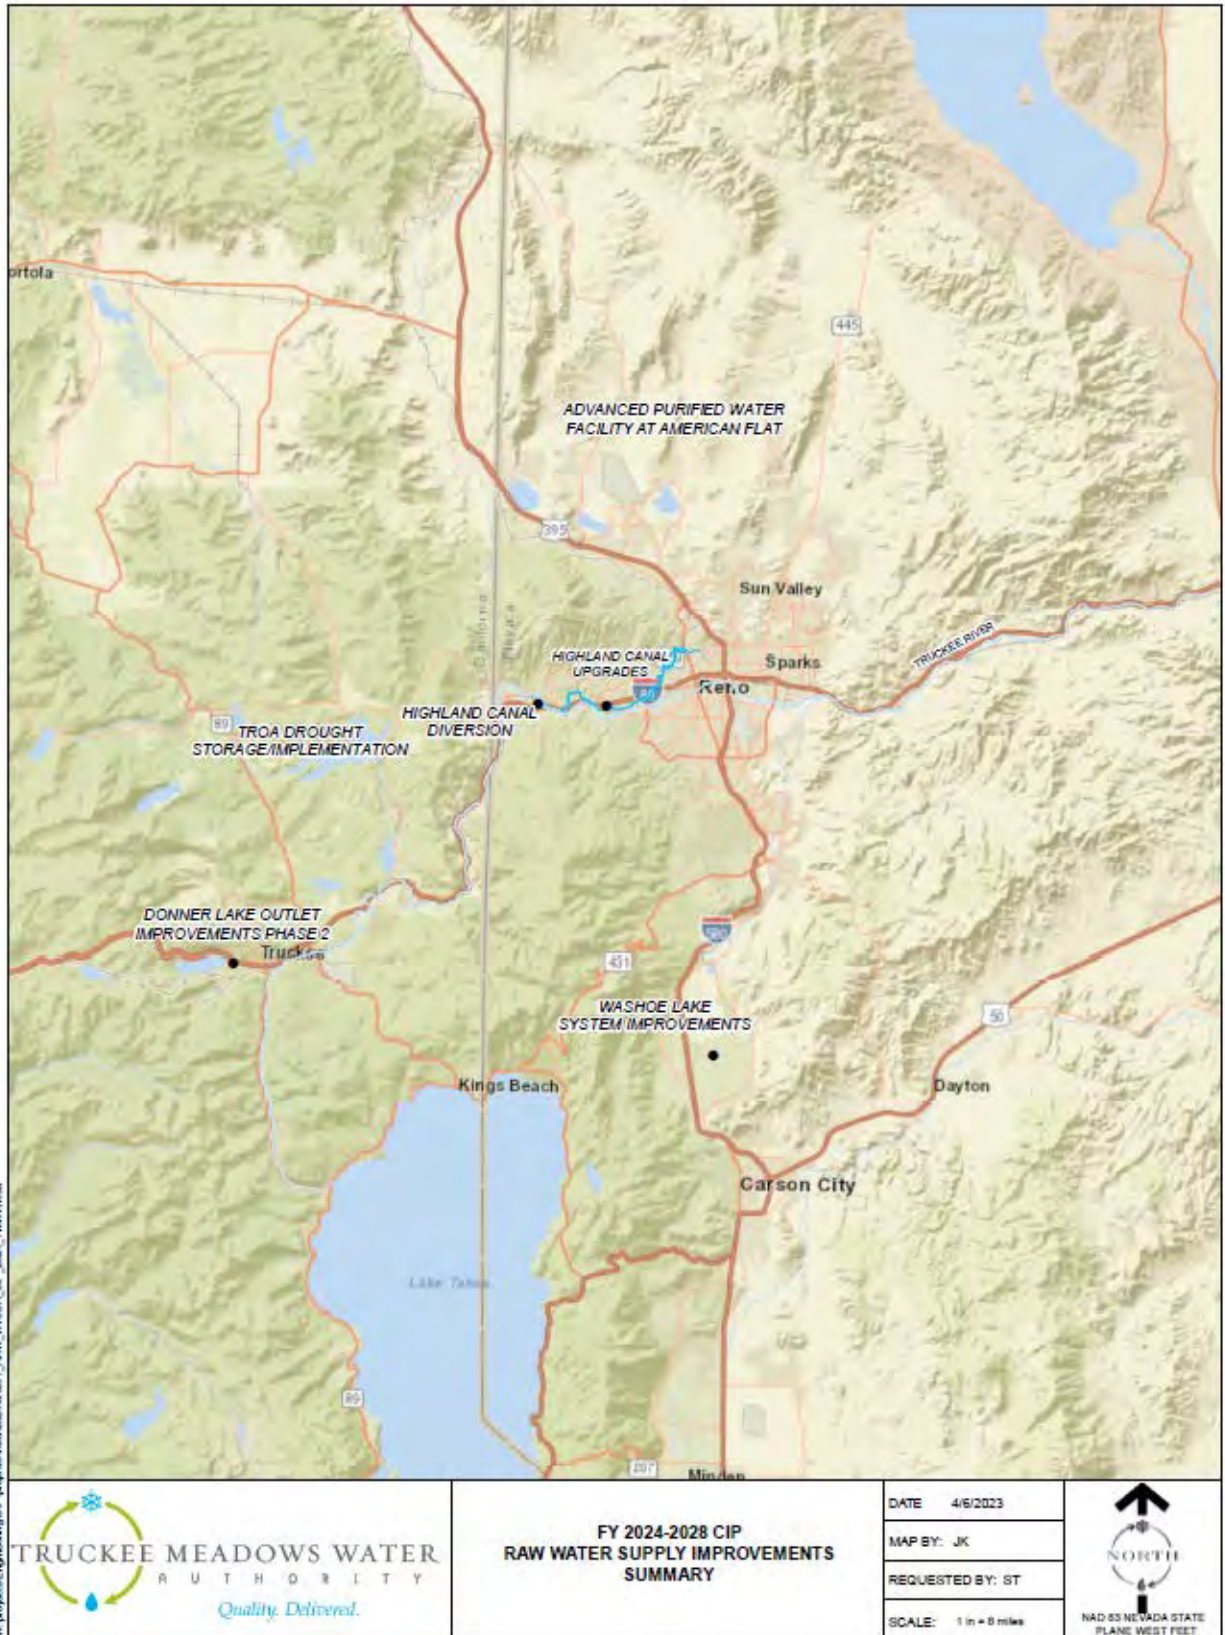 ortola
445
ADVANCED PURIFIED WATER
FACILITY AT AMERICAN FLAT
395
Sun Valley
California
Nevada
TRUCKEE RIVER
HIGHLAND CANAL
UPGRADES
Sparks
80
Reno
HIGHLAND CANAL
DIVERSION
89
TROA DROUGHT
STORAGE/IMPLEMENTATION
DONNER LAKE OUTLET
IMPROVEMENTS PHASE 2
Truckee
580
431
WASHOE LAKE
SYSTEM IMPROVEMENTS
50
Kings Beach
Dayton
Carson City
Lake Tahoe
89
207
Minden
TRUCKEE MEADOWS WATER
AUTHORITY
Quality. Delivered.
FY 2024-2028 CIP
RAW WATER SUPPLY IMPROVEMENTS
SUMMARY
DATE 4/6/2023
MAP BY: JK
REQUESTED BY: ST
SCALE: 1 in = 8 miles
NORTH
NAD 83 NEVADA STATE
PLANE WEST FEET